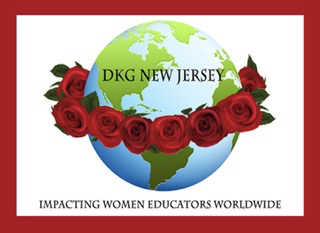 DKG NEW JERSEY
IMPACTING WOMEN EDUCATORS WORLDWIDE